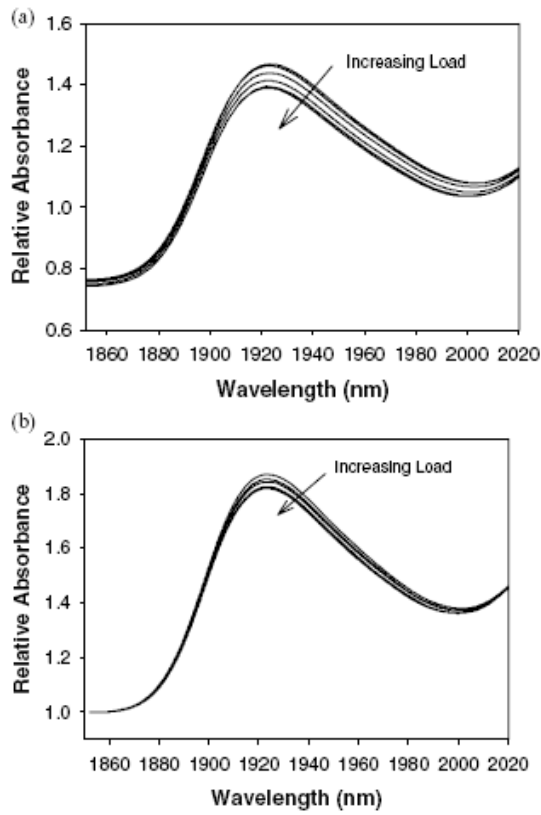 (a)
1.6
1.4
1.2
1.0
0.8
0.6
Relative Absorbance
Increasing Load
1860 1880 1900 1920 1940 1960 1980 2000 2020
Wavelength (nm)
(b)
2.0
1.8
1.6
1.4
1.2
1.0
Relative Absorbance
Increasing Load
1860 1880 1900 1920 1940 1960 1980 2000 2020
Wavelength (nm)